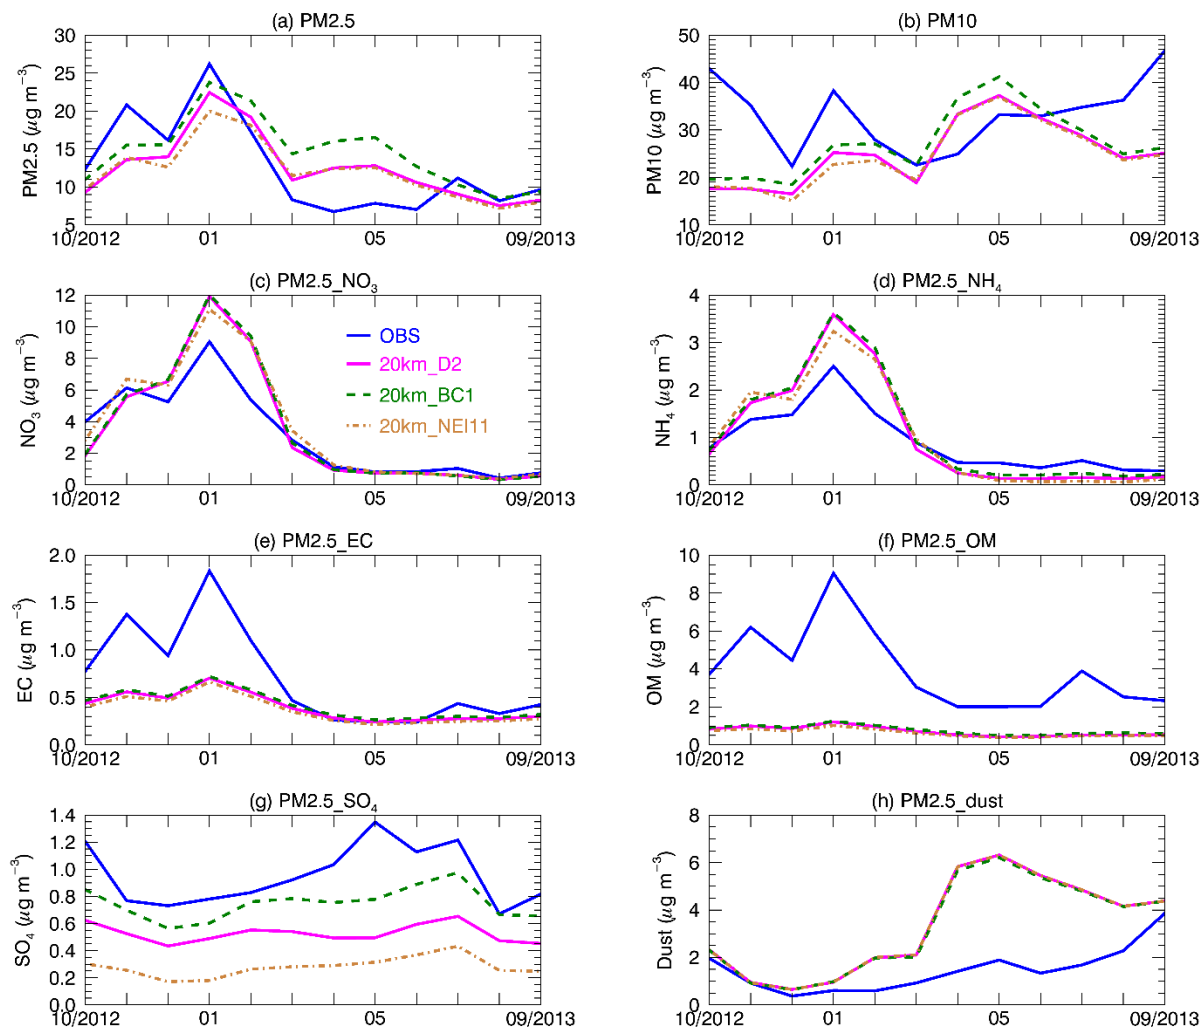 (a) PM2.5
PM2.5 (μg m⁻³)
30
25
20
15
10
5
10/2012 01 05 09/2013
(b) PM10
PM10 (μg m⁻³)
50
40
30
20
10
10/2012 01 05 09/2013
(c) PM2.5_NO₃
NO₃ (μg m⁻³)
12
10
8
6
4
2
0
10/2012 01 05 09/2013
OBS
20km_D2
20km_BC1
20km_NEI11
(d) PM2.5_NH₄
NH₄ (μg m⁻³)
4
3
2
1
0
10/2012 01 05 09/2013
(e) PM2.5_EC
EC (μg m⁻³)
2.0
1.5
1.0
0.5
0.0
10/2012 01 05 09/2013
(f) PM2.5_OM
OM (μg m⁻³)
10
8
6
4
2
0
10/2012 01 05 09/2013
(g) PM2.5_SO₄
SO₄ (μg m⁻³)
1.4
1.2
1.0
0.8
0.6
0.4
0.2
0.0
10/2012 01 05 09/2013
(h) PM2.5_dust
Dust (μg m⁻³)
8
6
4
2
0
10/2012 01 05 09/2013